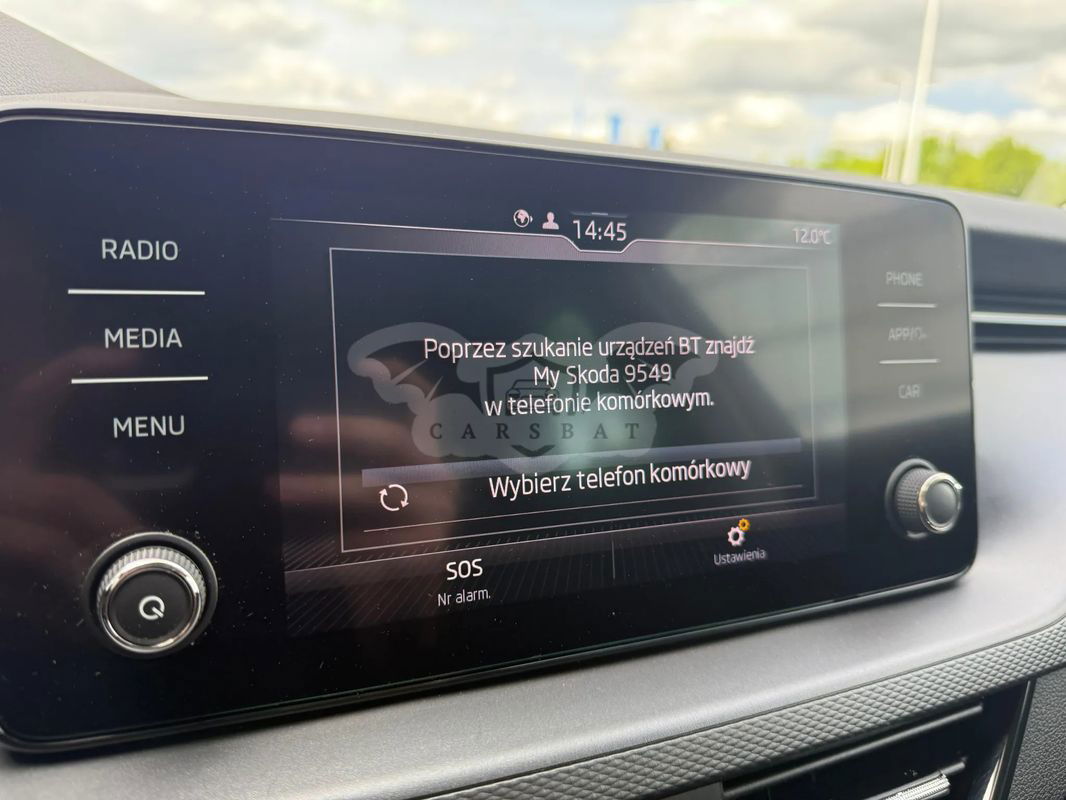 RADIO
MEDIA
MENU
14:45
12.0°C
Poprzez szukanie urządzeń BT znajdź
My Skoda 9549
w telefonie komórkowym.
CARSBAT
Wybierz telefon komórkowy
SOS
Nr alarm.
Ustawienia
PHONE
CAR